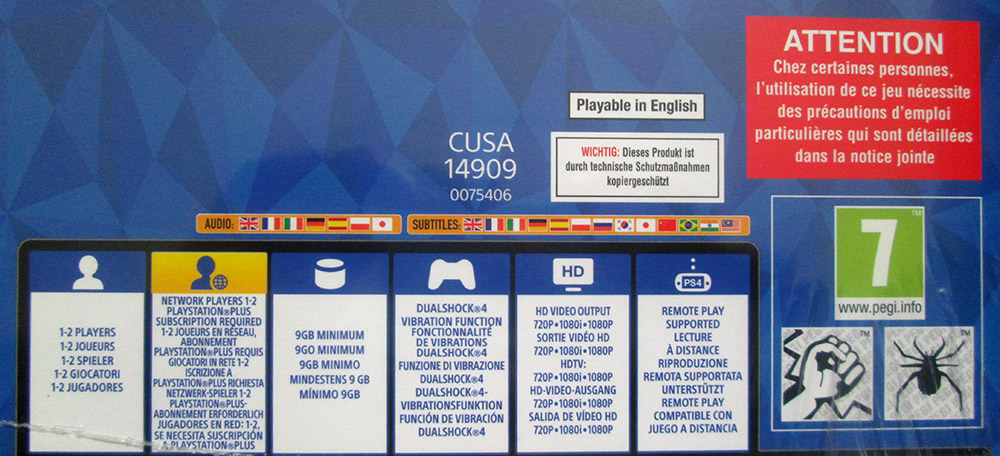 ATTENTION
Chez certaines personnes,
l'utilisation de ce jeu nécessite
des précautions d'emploi
particulières qui sont détaillées
dans la notice jointe
Playable in English
CUSA
14909
0075406
WICHTIG: Dieses Produkt ist
durch technische Schutzmaßnahmen
kopiergeschützt
AUDIO:
SUBTITLES:
7
TM
www.pegi.info
TM
TM
1-2 PLAYERS
1-2 JOUEURS
1-2 SPIELER
1-2 GIOCATORI
1-2 JUGADORES
NETWORK PLAYERS 1-2
PLAYSTATION®PLUS
SUBSCRIPTION REQUIRED
1-2 JOUEURS EN RÉSEAU,
ABONNEMENT
PLAYSTATION®PLUS REQUIS
GIOCATORI IN RETE 1-2
ISCRIZIONE A
PLAYSTATION®PLUS RICHIESTA
NETZWERK-SPIELER 1-2
PLAYSTATION®PLUS-
ABONNEMENT ERFORDERLICH
JUGADORES EN RED: 1-2,
SE NECESITA SUSCRIPCIÓN
A PLAYSTATION®PLUS
9GB MINIMUM
9GO MINIMUM
9GB MINIMO
MINDESTENS 9 GB
MÍNIMO 9GB
DUALSHOCK®4
VIBRATION FUNCTION
FONCTIONNALITÉ
DE VIBRATIONS
DUALSHOCK®4
FUNZIONE DI VIBRAZIONE
DUALSHOCK®4
DUALSHOCK®4-
VIBRATIONSFUNKTION
FUNCIÓN DE VIBRACIÓN
DUALSHOCK®4
HD
HD VIDEO OUTPUT
720P•1080i•1080P
SORTIE VIDÉO HD
720P•1080i•1080P
HDTV:
720P•1080i•1080P
HD-VIDEO-AUSGANG
720P•1080i•1080P
SALIDA DE VÍDEO HD
720P•1080i•1080P
PS4
REMOTE PLAY
SUPPORTED
LECTURE
À DISTANCE
RIPRODUZIONE
REMOTA SUPPORTATA
UNTERSTÜTZT
REMOTE PLAY
COMPATIBLE CON
JUEGO A DISTANCIA